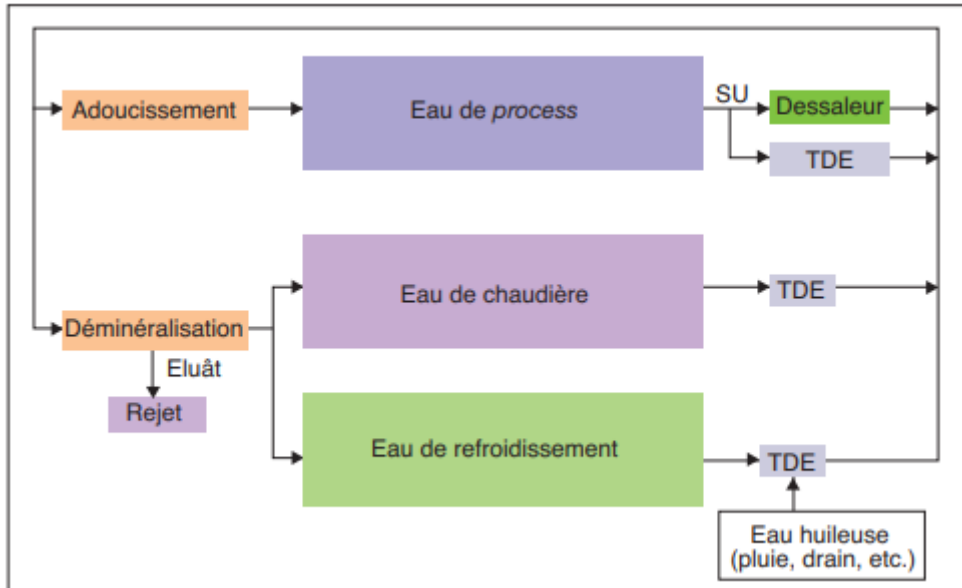 Adoucissement
Eau de process
SU
Dessaleur
TDE
Eau de chaudière
TDE
Déminéralisation
Eluât
Rejet
Eau de refroidissement
TDE
Eau huileuse
(pluie, drain, etc.)